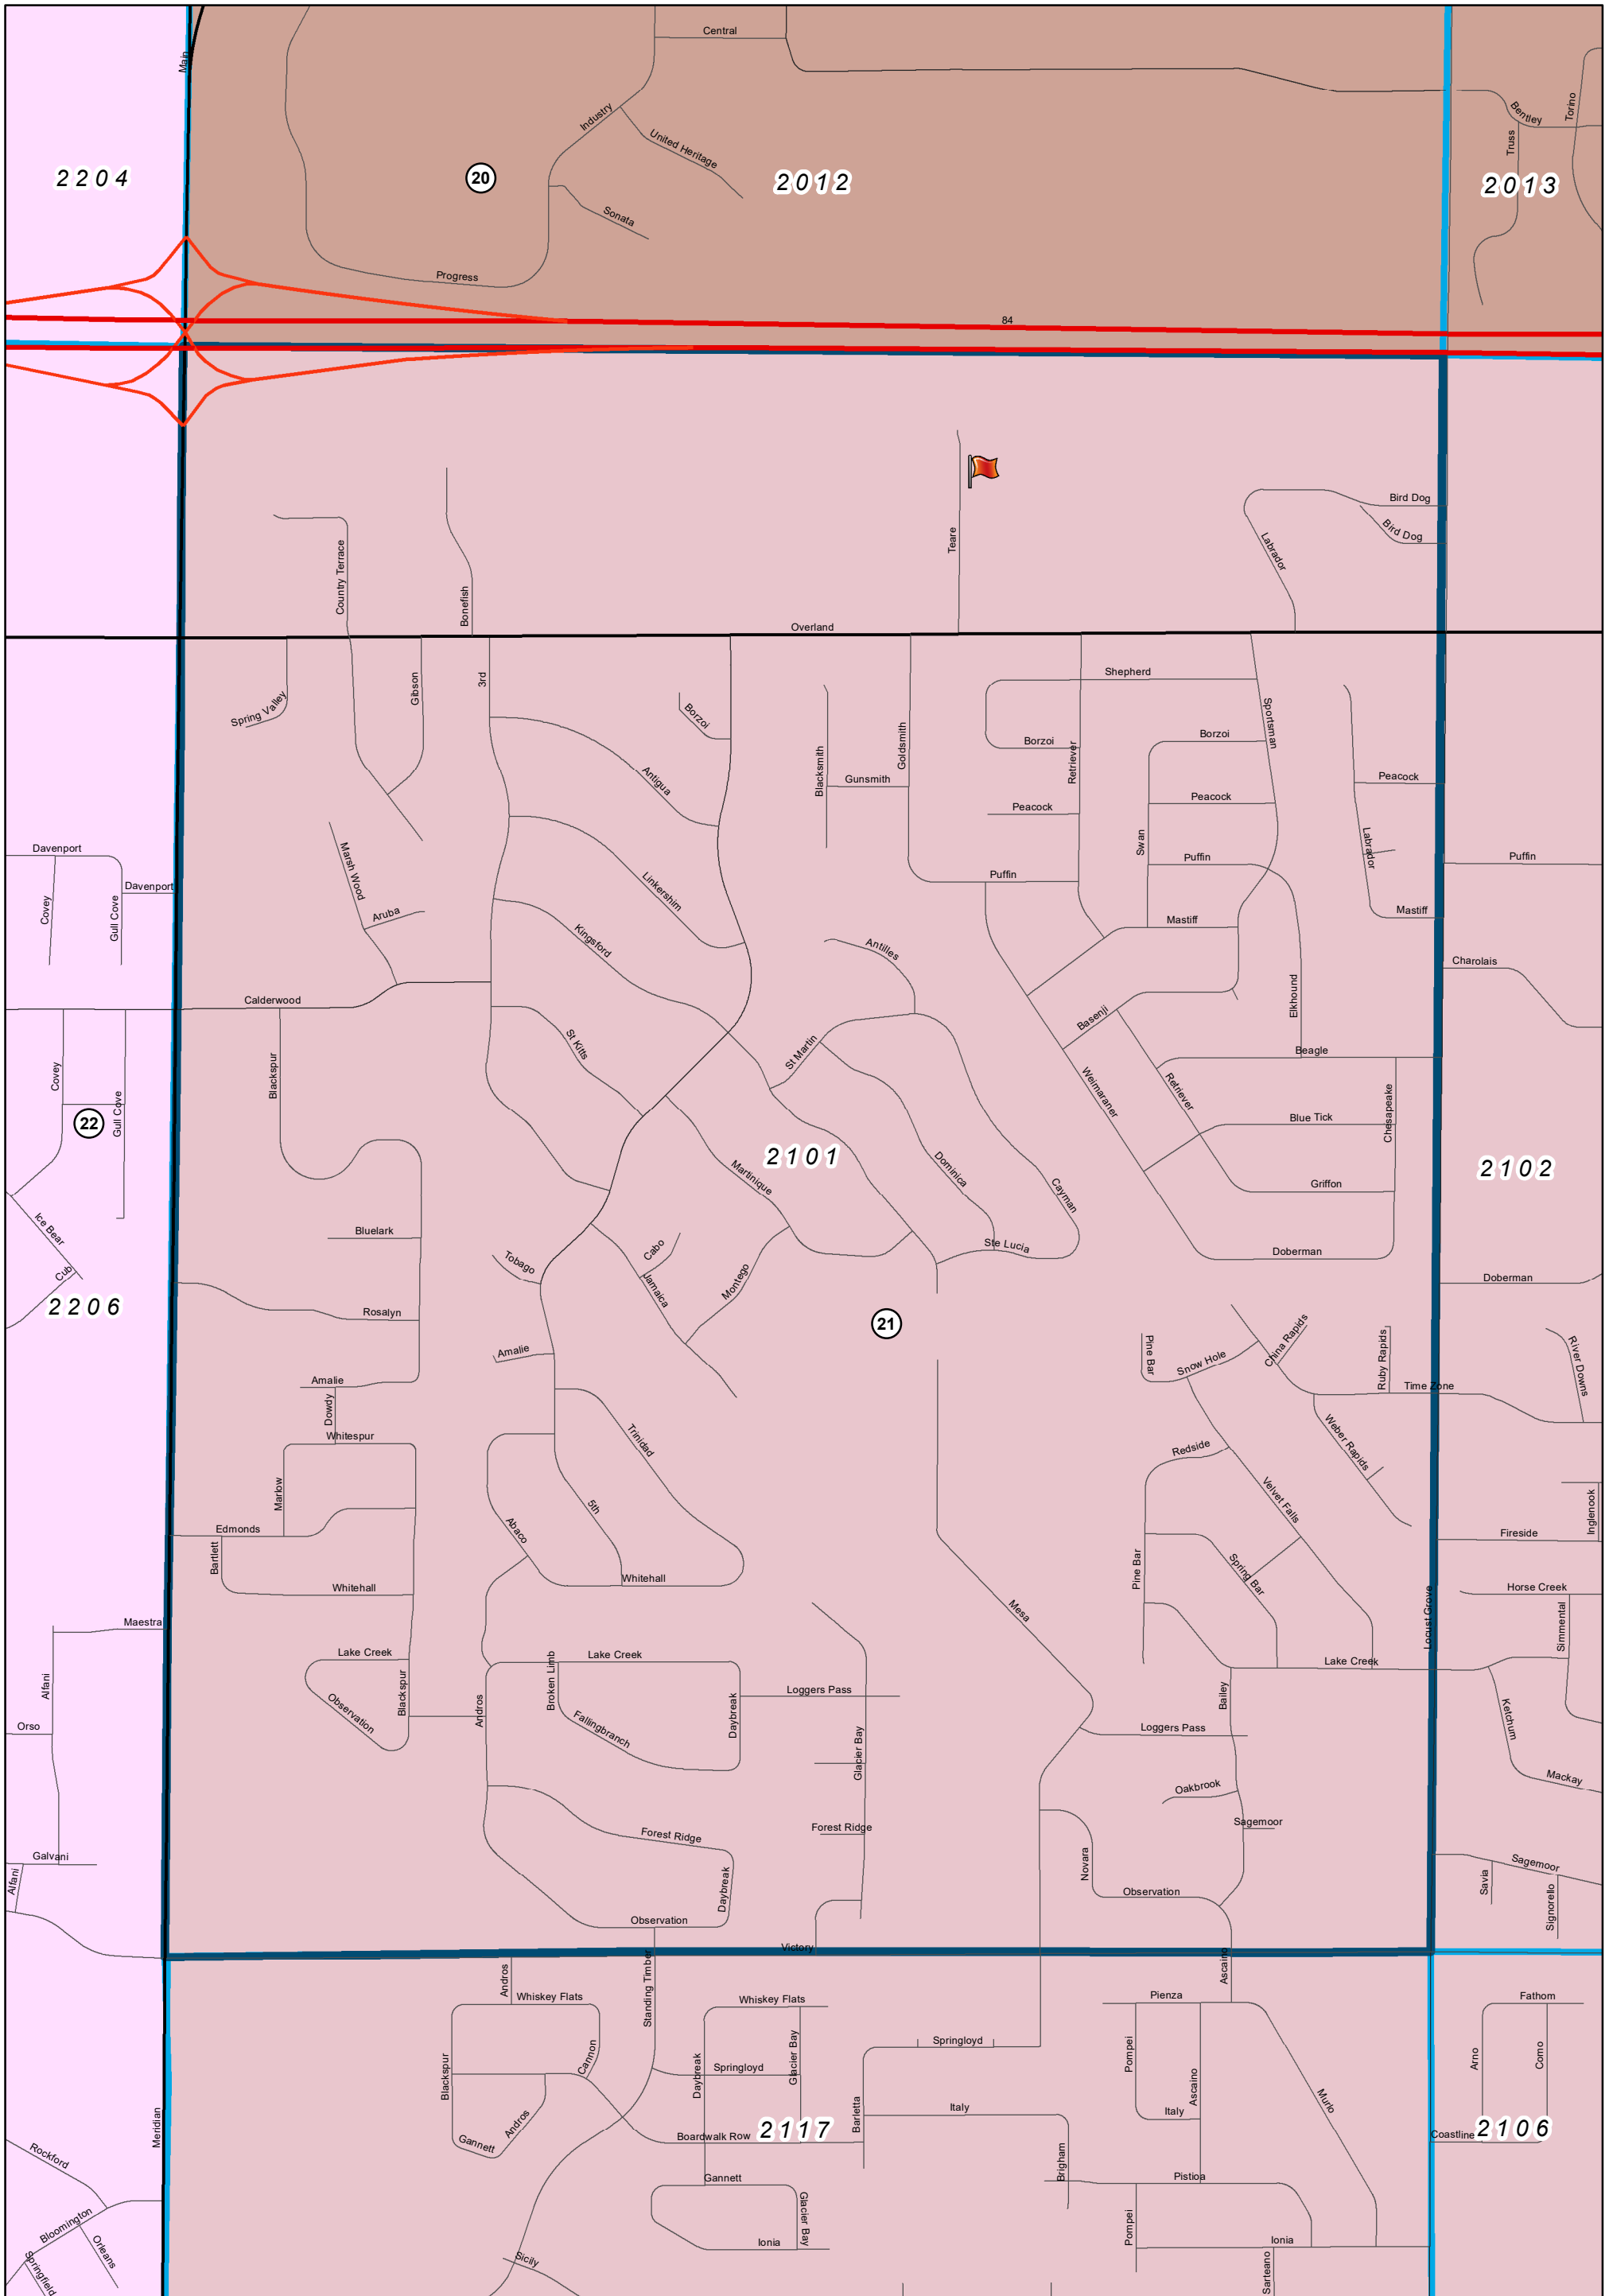 Central
Main
Industry
United Heritage
Bentley
Torino
Truss
2204
20
2012
2013
Sonata
Progress
84
Bird Dog
Bird Dog
Teare
Labrador
Country Terrace
Bonefish
Overland
Spring Valley
Gibson
3rd
Borzoi
Shepherd
Sportsman
Goldsmith
Blacksmith
Borzoi
Borzoi
Retriever
Antigua
Gunsmith
Peacock
Peacock
Peacock
Swan
Labrador
Davenport
Davenport
Marsh Wood
Linkershim
Puffin
Puffin
Puffin
Covey
Gull Cove
Aruba
Mastiff
Mastiff
Kingsford
Antilles
Charolais
Calderwood
Elkhound
Basenji
St Kitts
St Martin
Beagle
Covey
Gull Cove
Blackspur
Weimaraner
Retriever
Chesapeake
22
Blue Tick
2101
2102
Martinique
Dominica
Cayman
Griffon
Ice Bear
Bluelark
Cabo
Ste Lucia
Tobago
Doberman
Cub
Jamaica
Montego
Doberman
2206
Rosalyn
21
Amalie
Pine Bar
Snow Hole
China Rapids
Ruby Rapids
River Downs
Amalie
Time Zone
Dowdy
Whitespur
Trinidad
Redside
Weber Rapids
Marlow
5th
Velvet Falls
Abaco
Edmonds
Inglenook
Fireside
Bartlett
Whitehall
Whitehall
Pine Bar
Spring Bar
Horse Creek
Mesa
Locust Grove
Simmental
Maestra
Lake Creek
Lake Creek
Lake Creek
Alfani
Blackspur
Broken Limb
Observation
Andros
Loggers Pass
Bailey
Orso
Fallingbranch
Daybreak
Glacier Bay
Loggers Pass
Ketchum
Mackay
Oakbrook
Forest Ridge
Forest Ridge
Sagemoor
Galvani
Sagemoor
Alfani
Daybreak
Novara
Observation
Savia
Signorello
Observation
Victory
Andros
Standing Timber
Ascaino
Whiskey Flats
Whiskey Flats
Pienza
Fathom
Blackspur
Cannon
Daybreak
Springloyd
Glacier Bay
Springloyd
Pompei
Ascaino
Arno
Como
Murlo
Meridian
Andros
Gannett
2117
Boardwalk Row
Barletta
Italy
Italy
2106
Coastline
Rockford
Gannett
Brigham
Pistioa
Bloomington
Orleans
Glacier Bay
Pompei
Ionia
Ionia
Springfield
Sicily
Sarteano